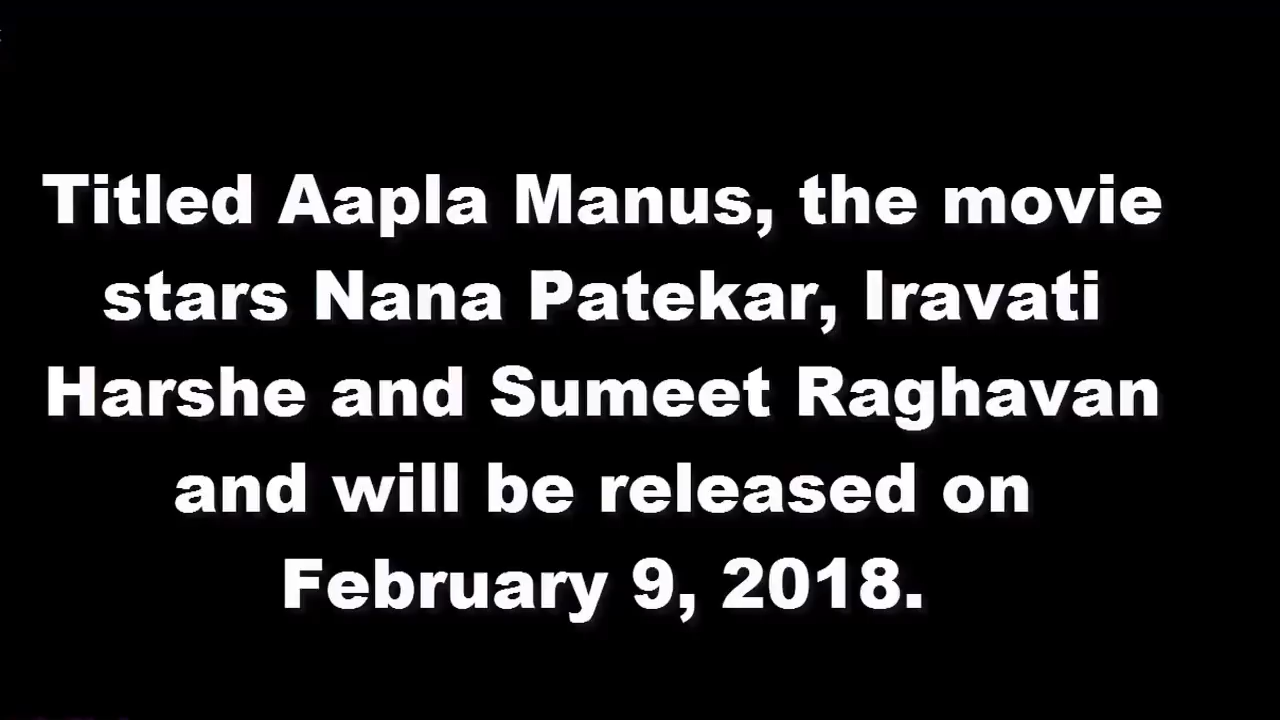 Titled Aapla Manus, the movie
stars Nana Patekar, Iravati
Harshe and Sumeet Raghavan
and will be released on
February 9, 2018.